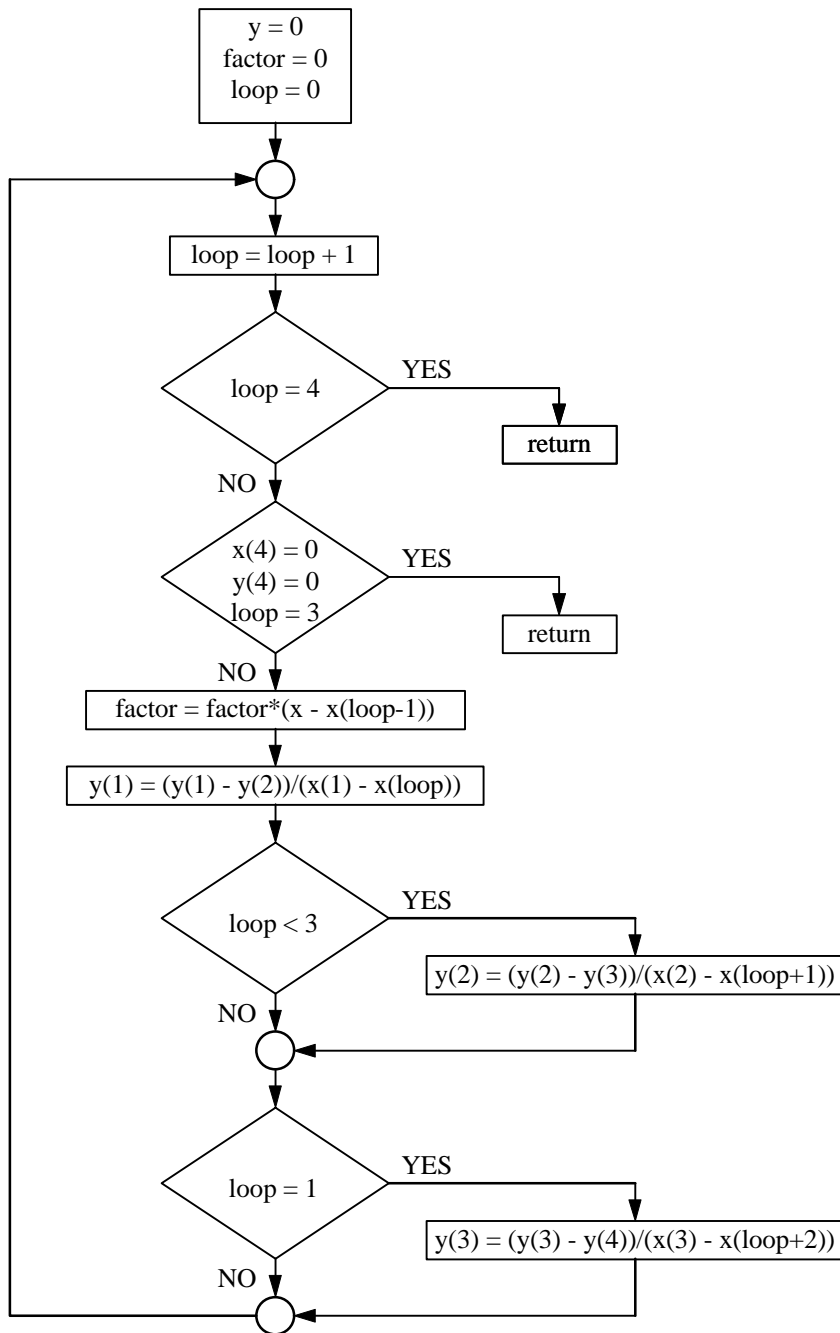 y = 0
factor = 0
loop = 0
loop = loop + 1
loop = 4
YES
return
NO
x(4) = 0
y(4) = 0
loop = 3
YES
return
NO
factor = factor*(x - x(loop-1))
y(1) = (y(1) - y(2))/(x(1) - x(loop))
loop < 3
YES
y(2) = (y(2) - y(3))/(x(2) - x(loop+1))
NO
loop = 1
YES
y(3) = (y(3) - y(4))/(x(3) - x(loop+2))
NO